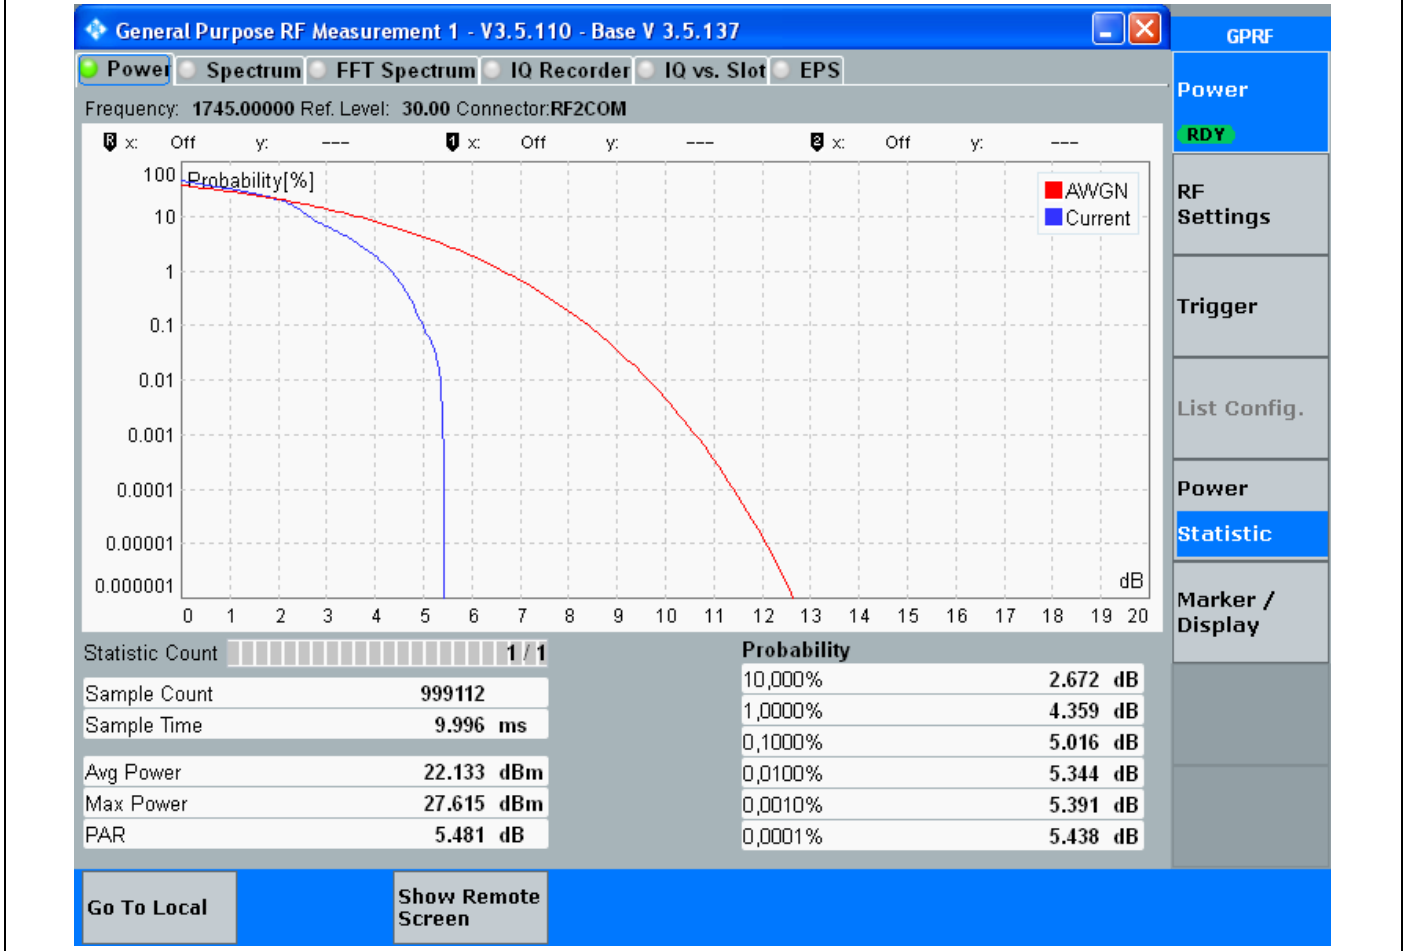 General Purpose RF Measurement 1 - V3.5.110 - Base V 3.5.137
GPRF
Power Spectrum FFT Spectrum IQ Recorder IQ vs. Slot EPS
Frequency: 1745.00000 Ref. Level: 30.00 Connector:RF2COM
R x: Off y: --- 1 x: Off y: --- 2 x: Off y: ---
Probability[%]
AWGN
Current
100
10
1
0.1
0.01
0.001
0.0001
0.00001
0.000001
dB
0 1 2 3 4 5 6 7 8 9 10 11 12 13 14 15 16 17 18 19 20
Statistic Count 1 / 1
Sample Count 999112
Sample Time 9.996 ms
Avg Power 22.133 dBm
Max Power 27.615 dBm
PAR 5.481 dB
Probability
10,000% 2.672 dB
1,0000% 4.359 dB
0,1000% 5.016 dB
0,0100% 5.344 dB
0,0010% 5.391 dB
0,0001% 5.438 dB
Power
RDY
RF
Settings
Trigger
List Config.
Power
Statistic
Marker /
Display
Go To Local
Show Remote
Screen